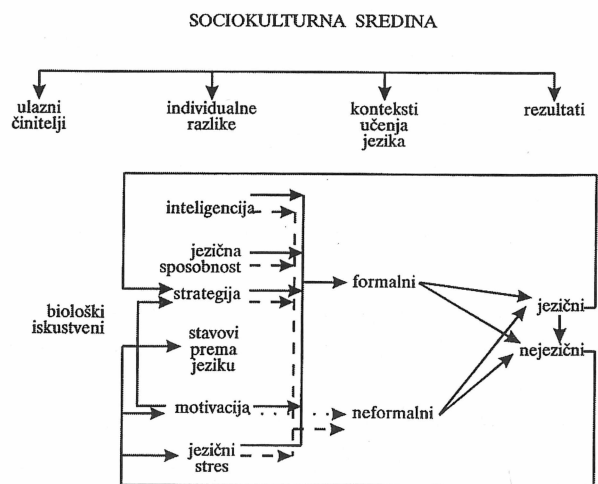 SOCIOKULTURNA SREDINA
ulazni
činitelji
individualne
razlike
konteksti
učenja
jezika
rezultati
inteligencija
jezična
sposobnost
strategija
formalni
jezični
biološki
iskustveni
stavovi
prema
jeziku
nejezični
motivacija
neformalni
jezični
stres